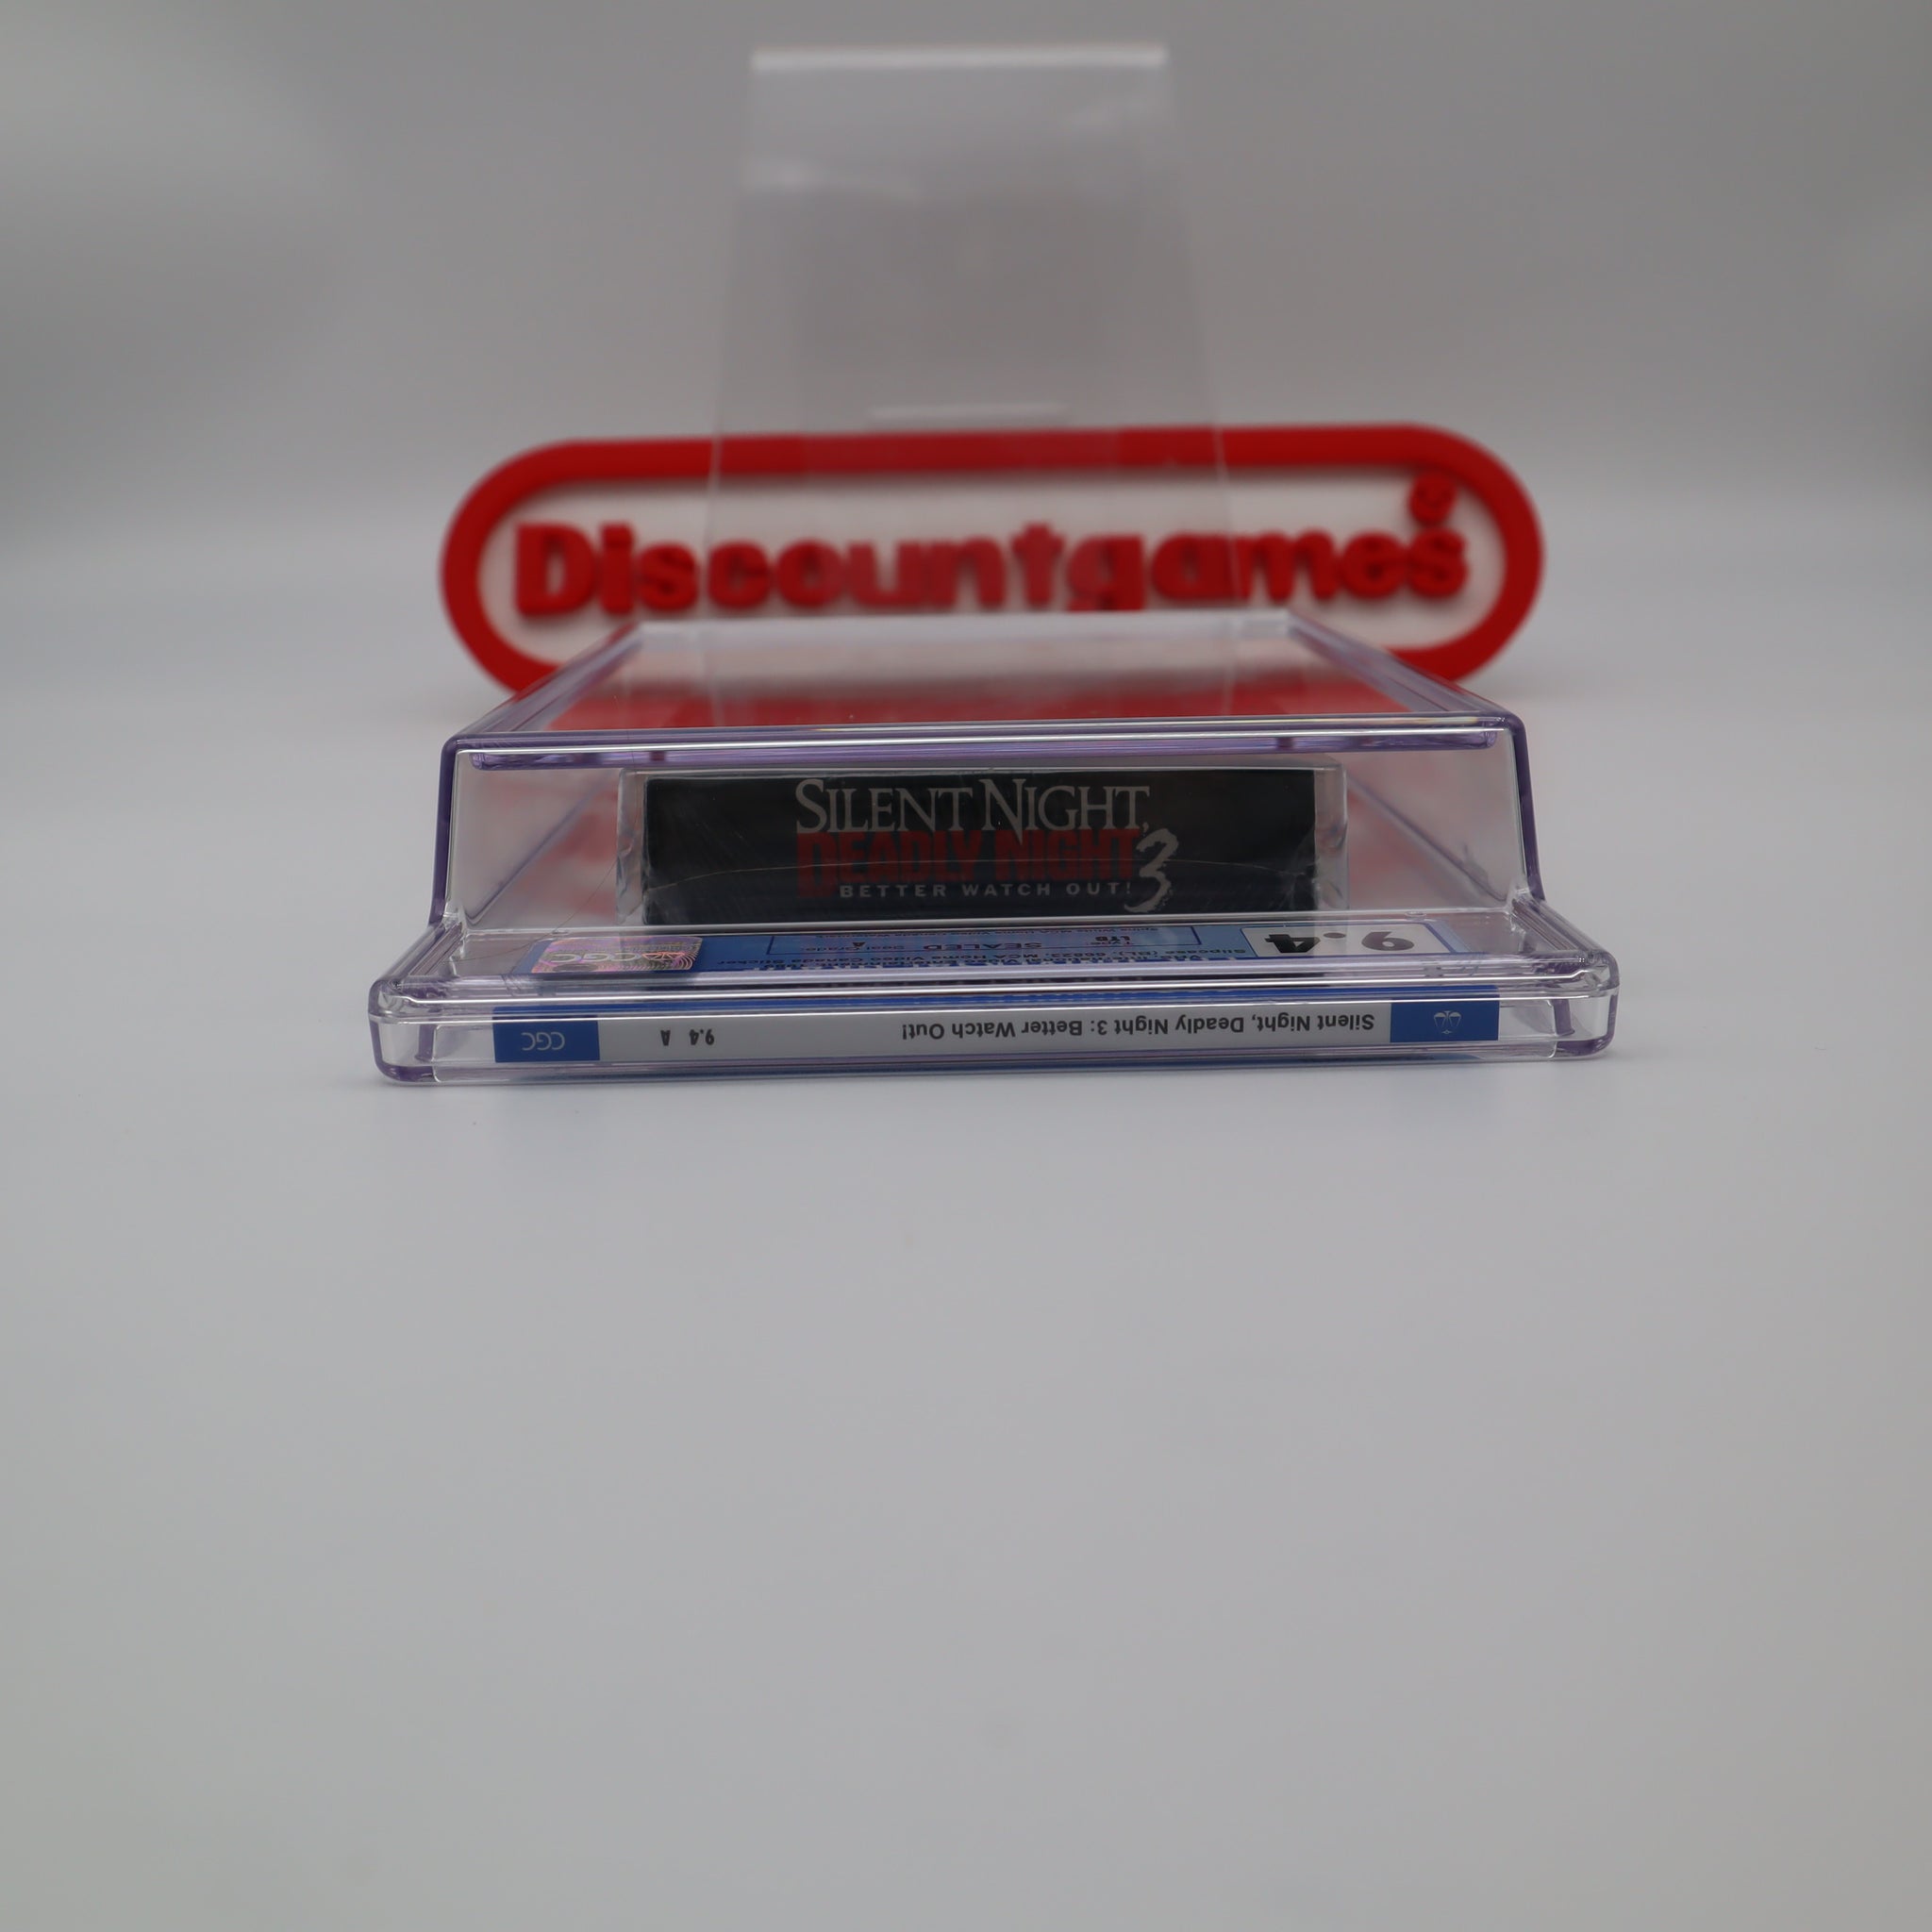 Discountgames
SILENT NIGHT,
DEADLY NIGHT 3
BETTER WATCH OUT!
9.4
SEALED
A
CGC
Silent Night, Deadly Night 3: Better Watch Out!
9.4 A
CGC